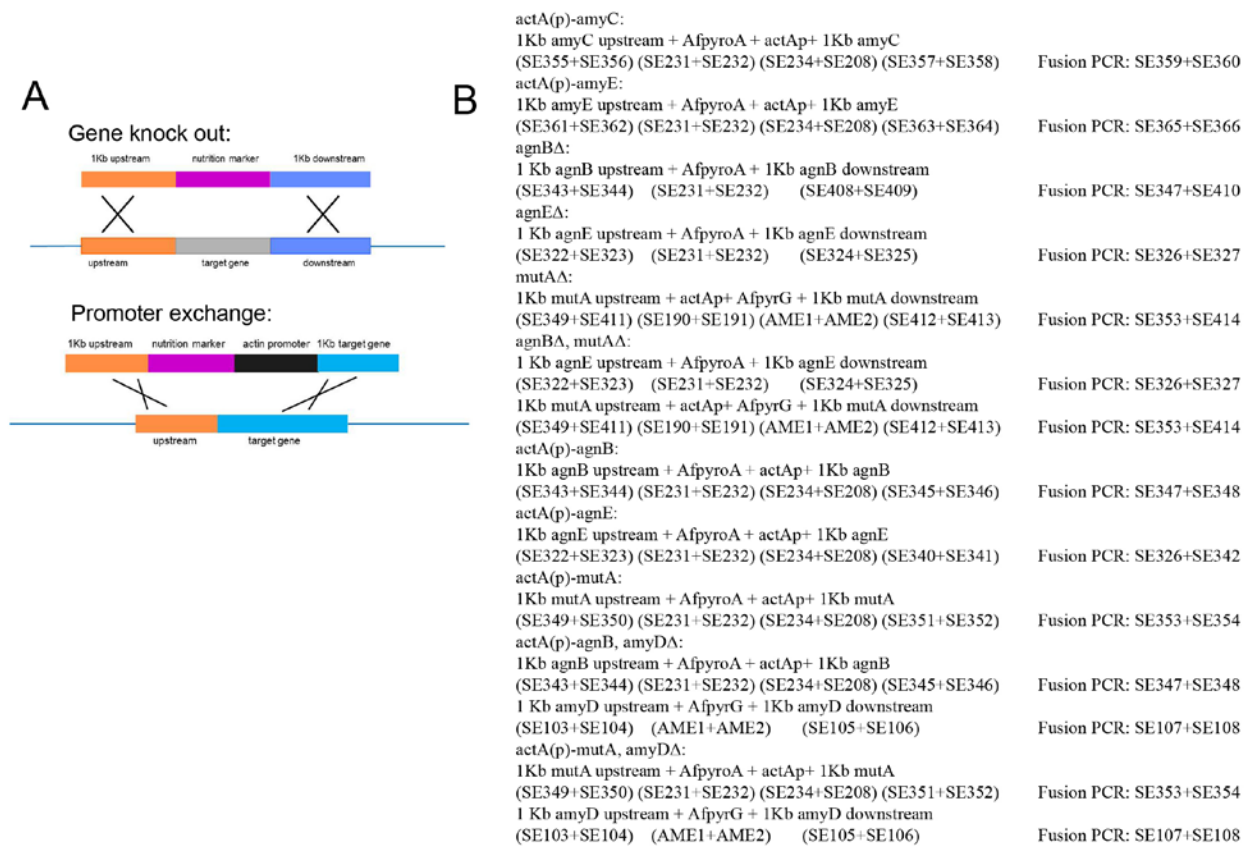 A
Gene knock out:
1Kb upstream nutrition marker 1Kb downstream
upstream target gene downstream
Promoter exchange:
1Kb upstream nutrition marker actin promoter 1Kb target gene
upstream target gene
B
actA(p)-amyC:
1Kb amyC upstream + AfpyroA + actAp+ 1Kb amyC
(SE355+SE356) (SE231+SE232) (SE234+SE208) (SE357+SE358) Fusion PCR: SE359+SE360
actA(p)-amyE:
1Kb amyE upstream + AfpyroA + actAp+ 1Kb amyE
(SE361+SE362) (SE231+SE232) (SE234+SE208) (SE363+SE364) Fusion PCR: SE365+SE366
agnBΔ:
1 Kb agnB upstream + AfpyroA + 1Kb agnB downstream
(SE343+SE344) (SE231+SE232) (SE408+SE409) Fusion PCR: SE347+SE410
agnEΔ:
1 Kb agnE upstream + AfpyroA + 1Kb agnE downstream
(SE322+SE323) (SE231+SE232) (SE324+SE325) Fusion PCR: SE326+SE327
mutAΔ:
1Kb mutA upstream + actAp+ AfpyrG + 1Kb mutA downstream
(SE349+SE411) (SE190+SE191) (AME1+AME2) (SE412+SE413) Fusion PCR: SE353+SE414
agnBΔ, mutAΔ:
1 Kb agnE upstream + AfpyroA + 1Kb agnE downstream
(SE322+SE323) (SE231+SE232) (SE324+SE325) Fusion PCR: SE326+SE327
1Kb mutA upstream + actAp+ AfpyrG + 1Kb mutA downstream
(SE349+SE411) (SE190+SE191) (AME1+AME2) (SE412+SE413) Fusion PCR: SE353+SE414
actA(p)-agnB:
1Kb agnB upstream + AfpyroA + actAp+ 1Kb agnB
(SE343+SE344) (SE231+SE232) (SE234+SE208) (SE345+SE346) Fusion PCR: SE347+SE348
actA(p)-agnE:
1Kb agnE upstream + AfpyroA + actAp+ 1Kb agnE
(SE322+SE323) (SE231+SE232) (SE234+SE208) (SE340+SE341) Fusion PCR: SE326+SE342
actA(p)-mutA:
1Kb mutA upstream + AfpyroA + actAp+ 1Kb mutA
(SE349+SE350) (SE231+SE232) (SE234+SE208) (SE351+SE352) Fusion PCR: SE353+SE354
actA(p)-agnB, amyDΔ:
1Kb agnB upstream + AfpyroA + actAp+ 1Kb agnB
(SE343+SE344) (SE231+SE232) (SE234+SE208) (SE345+SE346) Fusion PCR: SE347+SE348
1 Kb amyD upstream + AfpyrG + 1Kb amyD downstream
(SE103+SE104) (AME1+AME2) (SE105+SE106) Fusion PCR: SE107+SE108
actA(p)-mutA, amyDΔ:
1Kb mutA upstream + AfpyroA + actAp+ 1Kb mutA
(SE349+SE350) (SE231+SE232) (SE234+SE208) (SE351+SE352) Fusion PCR: SE353+SE354
1 Kb amyD upstream + AfpyrG + 1Kb amyD downstream
(SE103+SE104) (AME1+AME2) (SE105+SE106) Fusion PCR: SE107+SE108